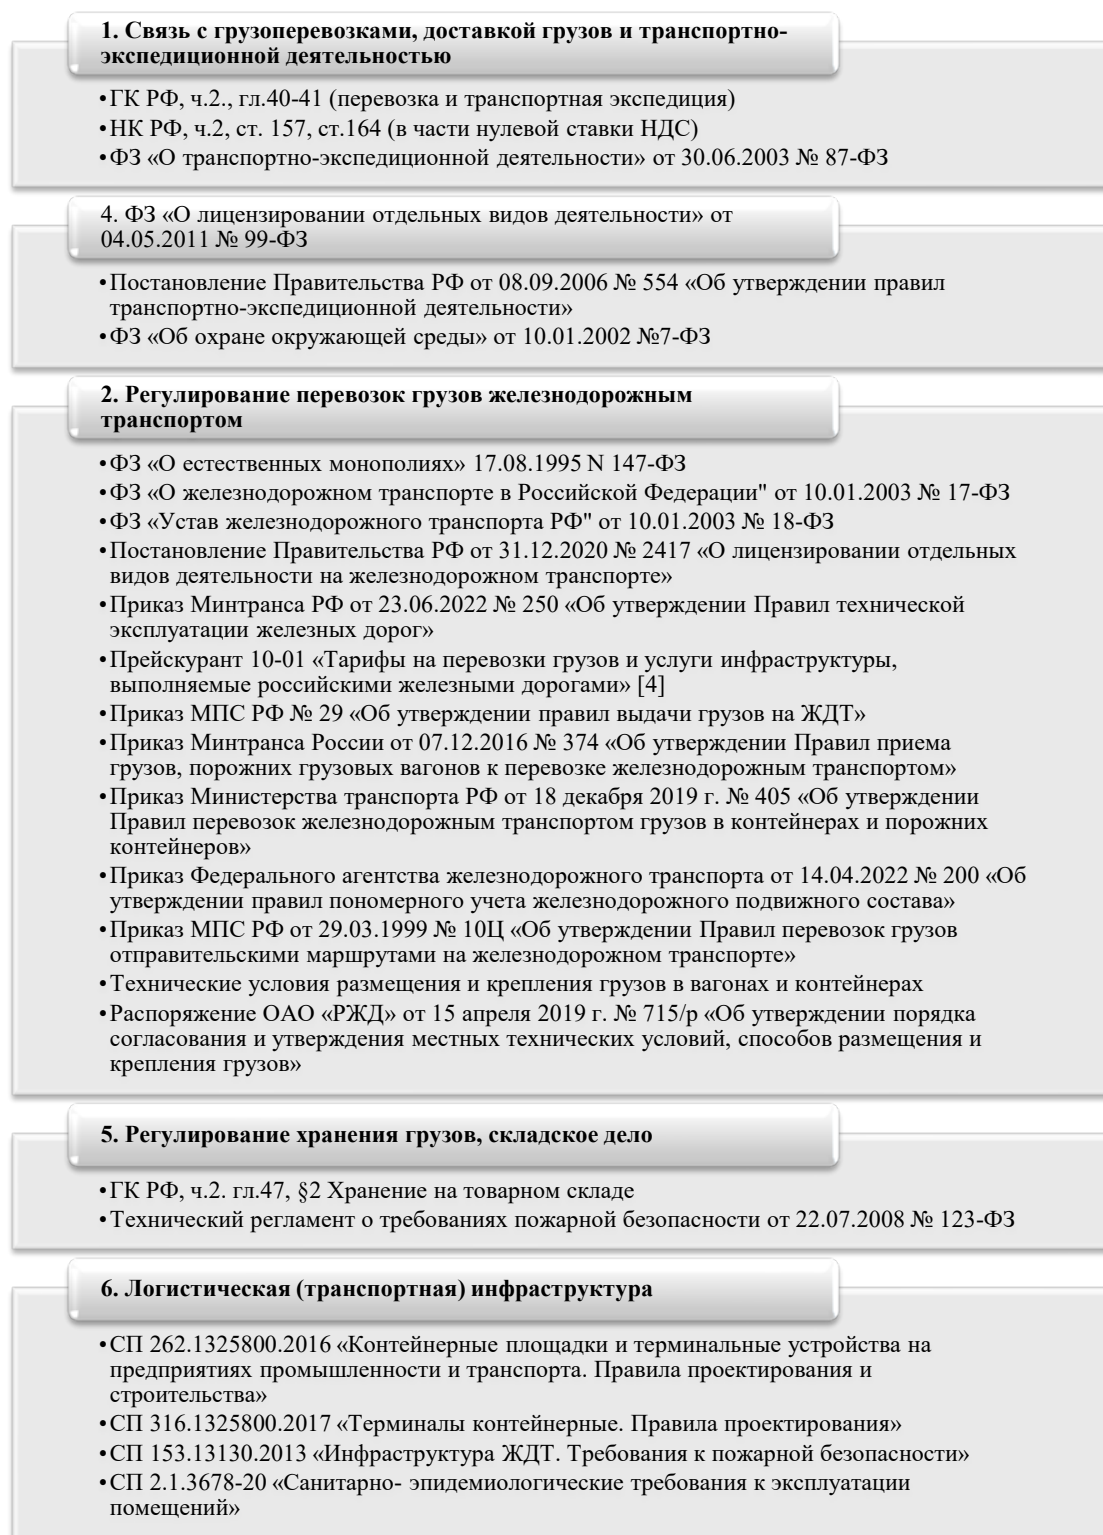 1. Связь с грузоперевозками, доставкой грузов и транспортно-
экспедиционной деятельностью
•ГК РФ, ч.2., гл.40-41 (перевозка и транспортная экспедиция)
•НК РФ, ч.2, ст. 157, ст.164 (в части нулевой ставки НДС)
•ФЗ «О транспортно-экспедиционной деятельности» от 30.06.2003 № 87-ФЗ
4. ФЗ «О лицензировании отдельных видов деятельности» от
04.05.2011 № 99-ФЗ
•Постановление Правительства РФ от 08.09.2006 № 554 «Об утверждении правил
транспортно-экспедиционной деятельности»
•ФЗ «Об охране окружающей среды» от 10.01.2002 №7-ФЗ
2. Регулирование перевозок грузов железнодорожным
транспортом
•ФЗ «О естественных монополиях» 17.08.1995 N 147-ФЗ
•ФЗ «О железнодорожном транспорте в Российской Федерации" от 10.01.2003 № 17-ФЗ
•ФЗ «Устав железнодорожного транспорта РФ" от 10.01.2003 № 18-ФЗ
•Постановление Правительства РФ от 31.12.2020 № 2417 «О лицензировании отдельных
видов деятельности на железнодорожном транспорте»
•Приказ Минтранса РФ от 23.06.2022 № 250 «Об утверждении Правил технической
эксплуатации железных дорог»
•Прейскурант 10-01 «Тарифы на перевозки грузов и услуги инфраструктуры,
выполняемые российскими железными дорогами» [4]
•Приказ МПС РФ № 29 «Об утверждении правил выдачи грузов на ЖДТ»
•Приказ Минтранса России от 07.12.2016 № 374 «Об утверждении Правил приема
грузов, порожних грузовых вагонов к перевозке железнодорожным транспортом»
•Приказ Министерства транспорта РФ от 18 декабря 2019 г. № 405 «Об утверждении
Правил перевозок железнодорожным транспортом грузов в контейнерах и порожних
контейнеров»
•Приказ Федерального агентства железнодорожного транспорта от 14.04.2022 № 200 «Об
утверждении правил пономерного учета железнодорожного подвижного состава»
•Приказ МПС РФ от 29.03.1999 № 10Ц «Об утверждении Правил перевозок грузов
отправительскими маршрутами на железнодорожном транспорте»
•Технические условия размещения и крепления грузов в вагонах и контейнерах
•Распоряжение ОАО «РЖД» от 15 апреля 2019 г. № 715/р «Об утверждении порядка
согласования и утверждения местных технических условий, способов размещения и
крепления грузов»
5. Регулирование хранения грузов, складское дело
•ГК РФ, ч.2. гл.47, §2 Хранение на товарном складе
•Технический регламент о требованиях пожарной безопасности от 22.07.2008 № 123-ФЗ
6. Логистическая (транспортная) инфраструктура
•СП 262.1325800.2016 «Контейнерные площадки и терминальные устройства на
предприятиях промышленности и транспорта. Правила проектирования и
строительства»
•СП 316.1325800.2017 «Терминалы контейнерные. Правила проектирования»
•СП 153.13130.2013 «Инфраструктура ЖДТ. Требования к пожарной безопасности»
•СП 2.1.3678-20 «Санитарно- эпидемиологические требования к эксплуатации
помещений»